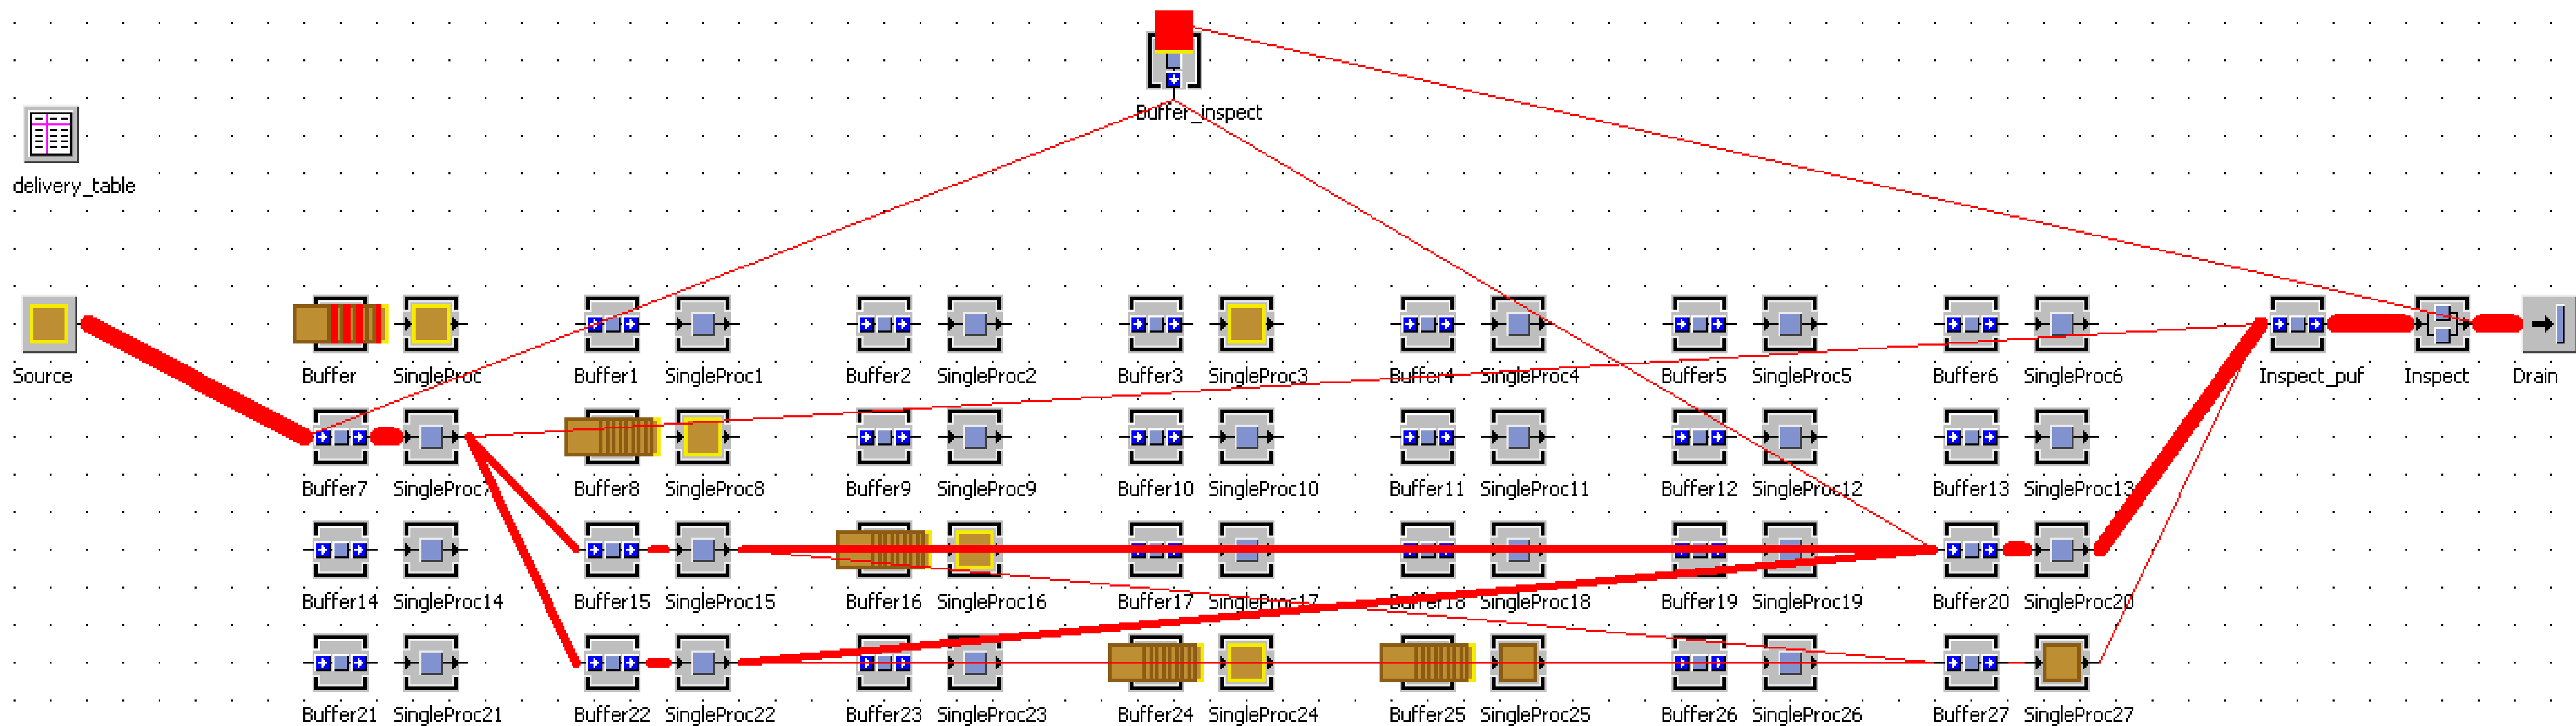 Buffer_inspect
delivery_table
Source Buffer SingleProc Buffer1 SingleProc1 Buffer2 SingleProc2 Buffer3 SingleProc3 Buffer4 SingleProc4 Buffer5 SingleProc5 Buffer6 SingleProc6 Inspect_puf Inspect Drain
Buffer7 SingleProc7 Buffer8 SingleProc8 Buffer9 SingleProc9 Buffer10 SingleProc10 Buffer11 SingleProc11 Buffer12 SingleProc12 Buffer13 SingleProc13
Buffer14 SingleProc14 Buffer15 SingleProc15 Buffer16 SingleProc16 Buffer17 SingleProc17 Buffer18 SingleProc18 Buffer19 SingleProc19 Buffer20 SingleProc20
Buffer21 SingleProc21 Buffer22 SingleProc22 Buffer23 SingleProc23 Buffer24 SingleProc24 Buffer25 SingleProc25 Buffer26 SingleProc26 Buffer27 SingleProc27